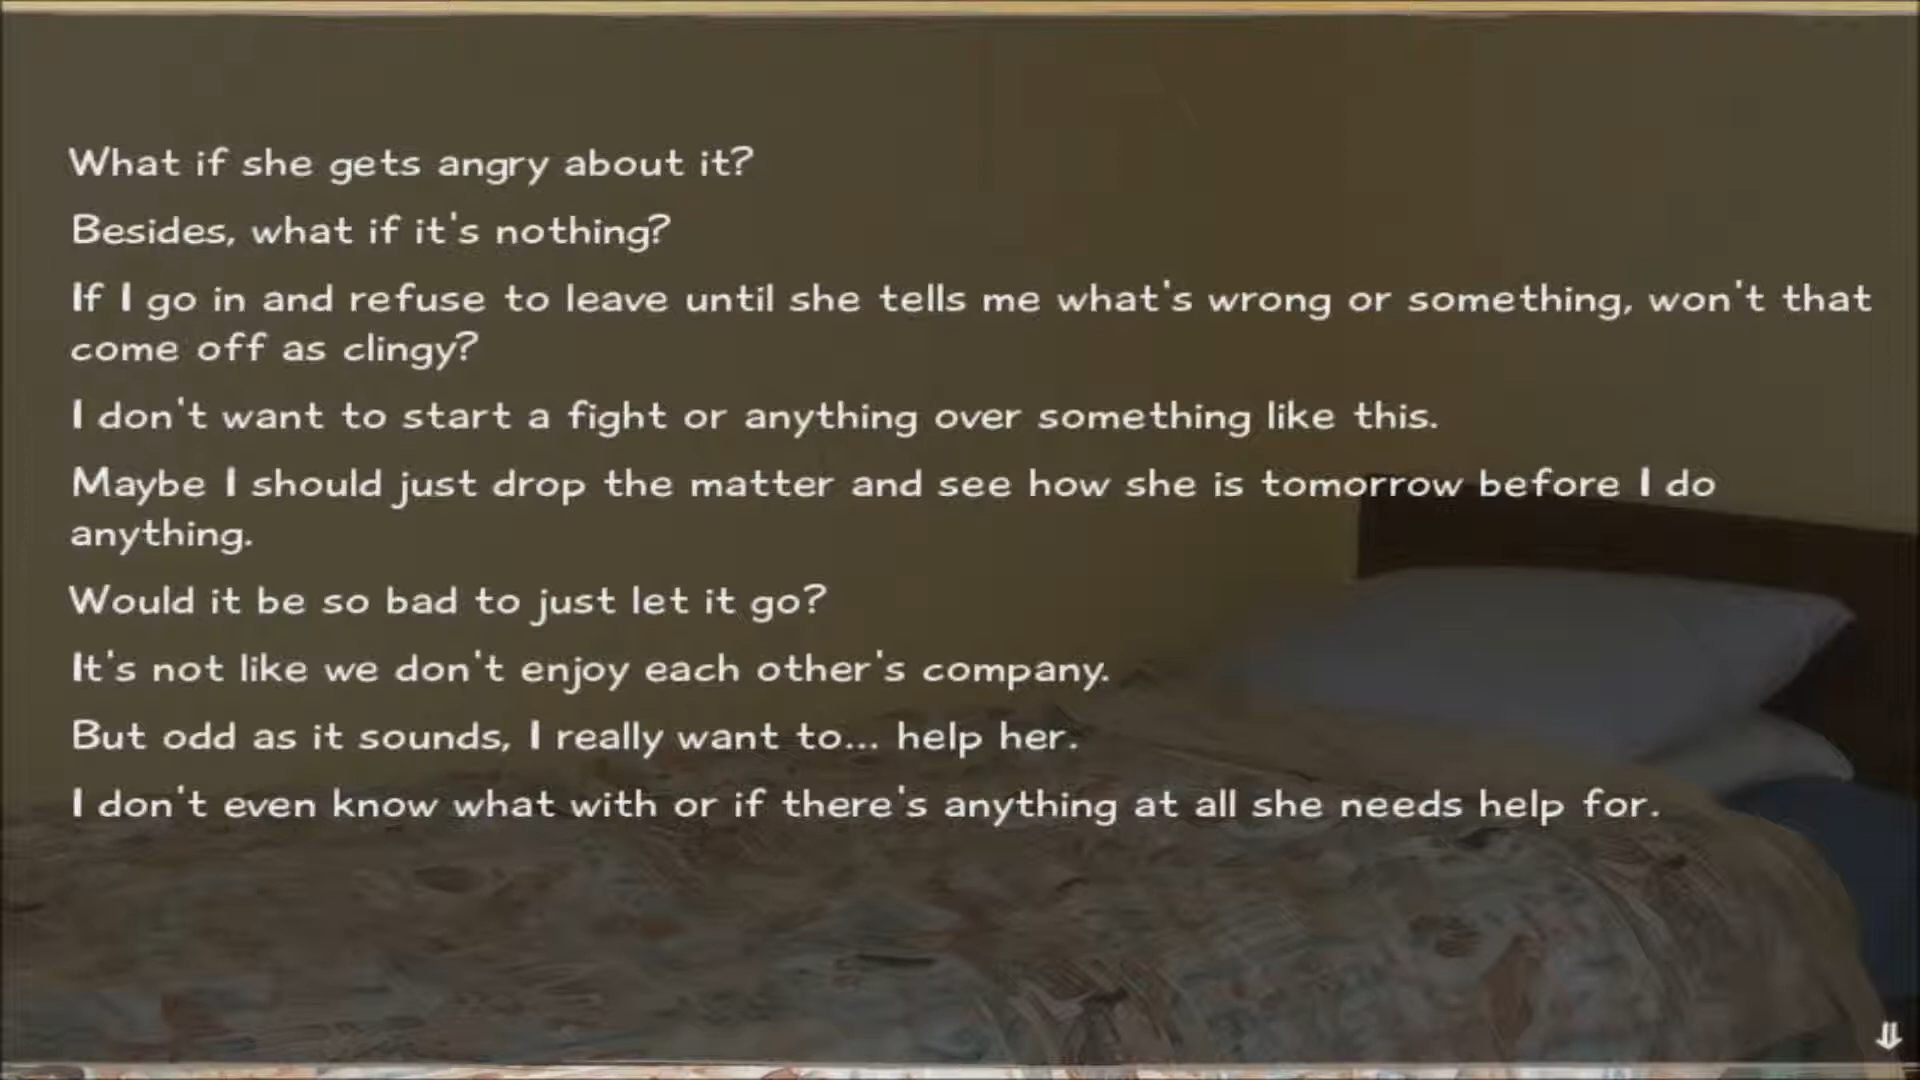 What if she gets angry about it?
Besides, what if it's nothing?
If I go in and refuse to leave until she tells me what's wrong or something, won't that
come off as clingy?
I don't want to start a fight or anything over something like this.
Maybe I should just drop the matter and see how she is tomorrow before I do
anything.
Would it be so bad to just let it go?
It's not like we don't enjoy each other's company.
But odd as it sounds, I really want to... help her.
I don't even know what with or if there's anything at all she needs help for.